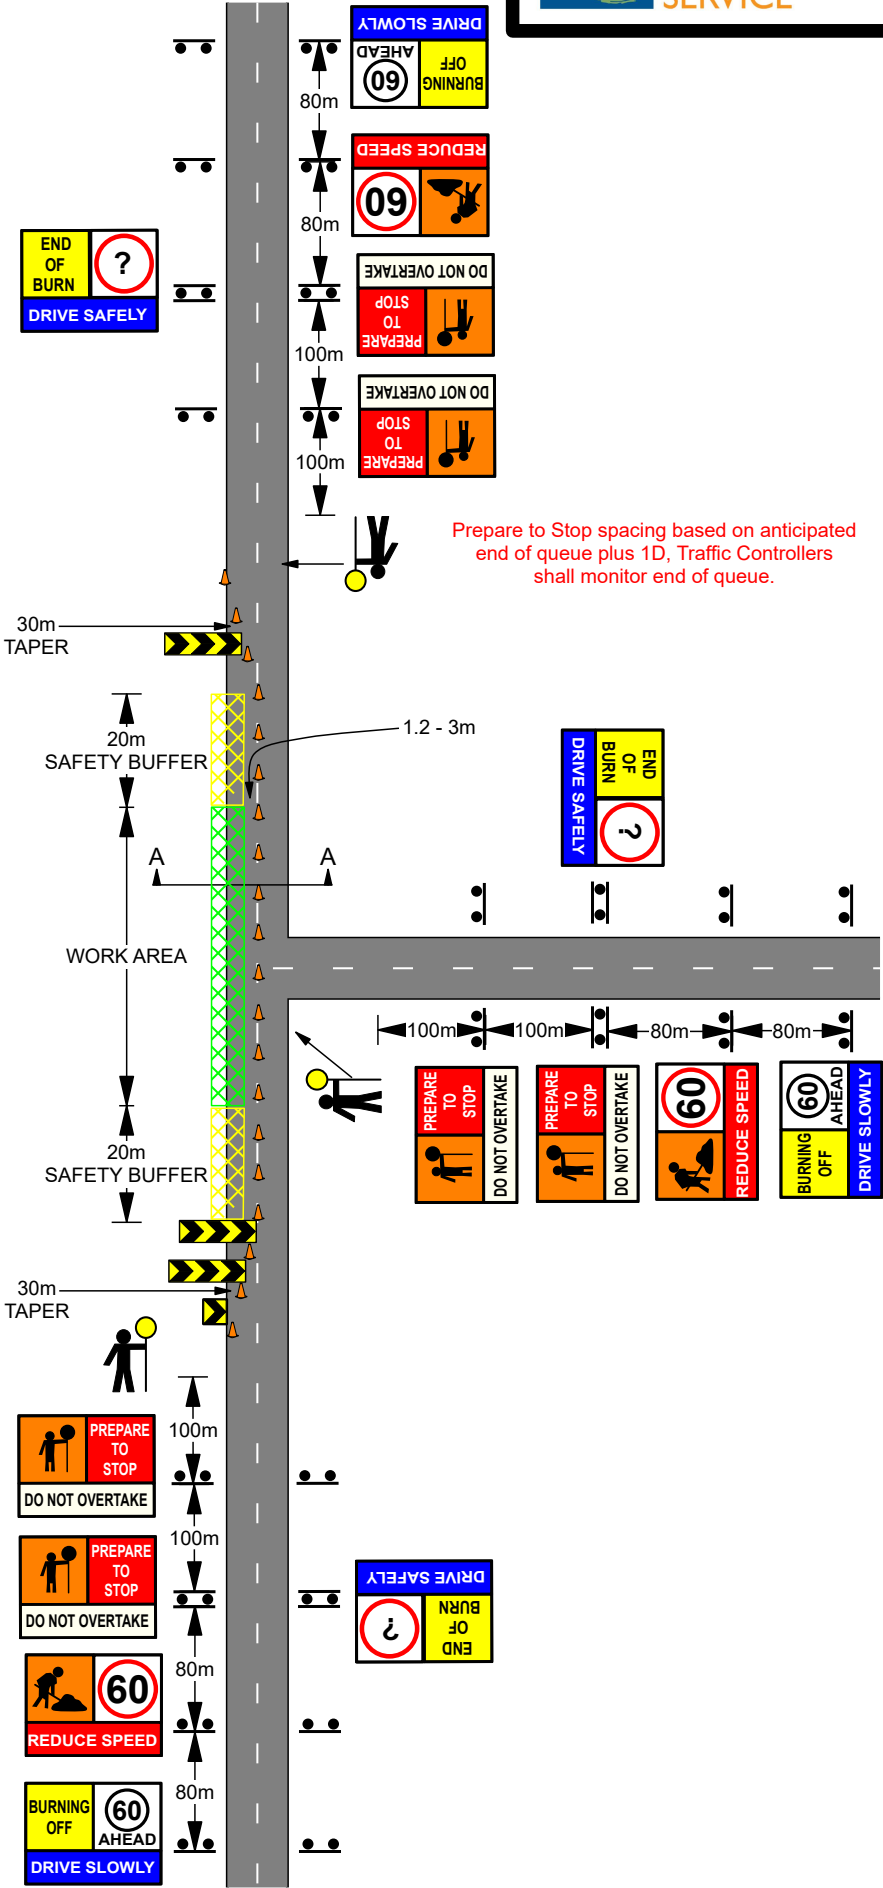 SERVICE
DRIVE SLOWLY
60
AHEAD
BURNING
OFF
80m
REDUCE SPEED
60
80m
END
OF
BURN
?
DRIVE SAFELY
DO NOT OVERTAKE
PREPARE
TO
STOP
100m
DO NOT OVERTAKE
PREPARE
TO
STOP
100m
Prepare to Stop spacing based on anticipated
end of queue plus 1D, Traffic Controllers
shall monitor end of queue.
30m
TAPER
1.2 - 3m
20m
SAFETY BUFFER
END
OF
BURN
?
DRIVE SAFELY
A A
WORK AREA
100m 100m 80m 80m
PREPARE
TO
STOP
DO NOT OVERTAKE
PREPARE
TO
STOP
DO NOT OVERTAKE
60
REDUCE SPEED
BURNING
OFF
60
AHEAD
DRIVE SLOWLY
20m
SAFETY BUFFER
30m
TAPER
100m
PREPARE
TO
STOP
DO NOT OVERTAKE
100m
PREPARE
TO
STOP
DO NOT OVERTAKE
DRIVE SAFELY
?
END
OF
BURN
80m
60
REDUCE SPEED
80m
BURNING
OFF
60
AHEAD
DRIVE SLOWLY